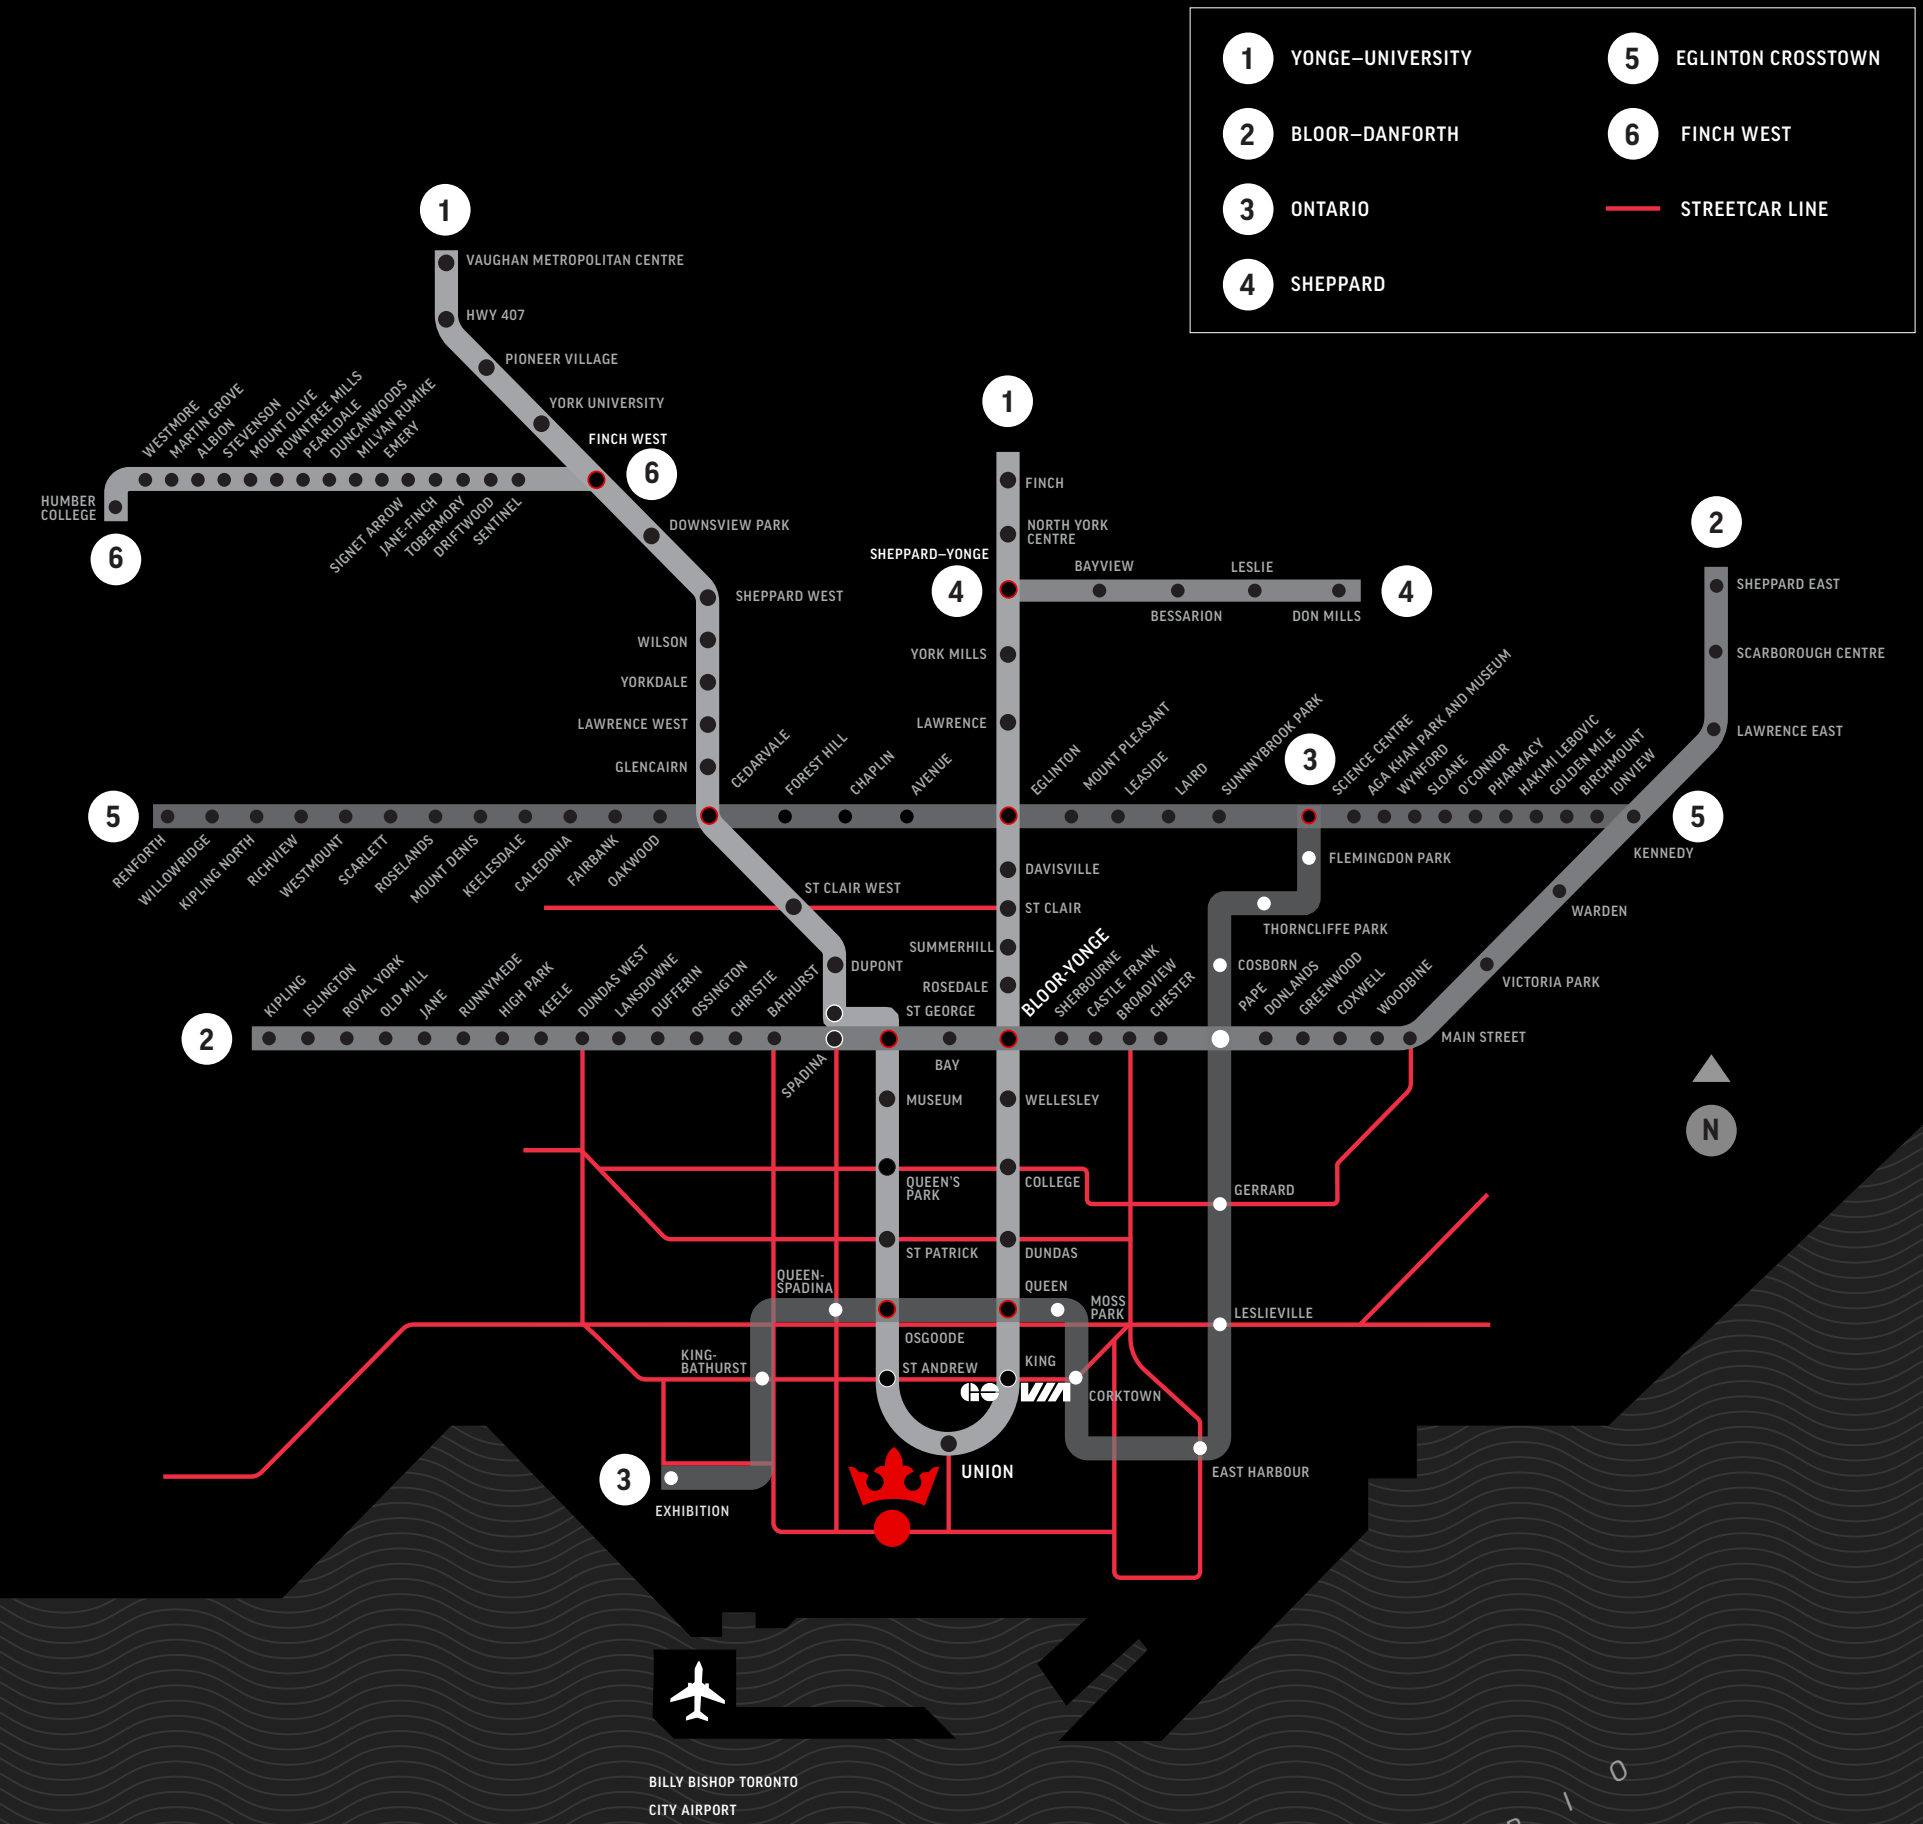 1 YONGE–UNIVERSITY
2 BLOOR–DANFORTH
3 ONTARIO
4 SHEPPARD
5 EGLINTON CROSSTOWN
6 FINCH WEST
STREETCAR LINE
1
VAUGHAN METROPOLITAN CENTRE
HWY 407
PIONEER VILLAGE
YORK UNIVERSITY
FINCH WEST
6
WESTMORE
MARTIN GROVE
ALBION
STEVENSON
MOUNT OLIVE
ROWNTREE MILLS
PEARLDALE
DUNCANWOODS
MILVAN RUMIKE
EMERY
HUMBER
COLLEGE
6
SIGNET ARROW
JANE-FINCH
TOBERMORY
DRIFTWOOD
SENTINEL
DOWNSVIEW PARK
SHEPPARD WEST
WILSON
YORKDALE
LAWRENCE WEST
GLENCAIRN
1
FINCH
NORTH YORK
CENTRE
SHEPPARD–YONGE
4
BAYVIEW
BESSARION
LESLIE
DON MILLS
4
YORK MILLS
LAWRENCE
2
SHEPPARD EAST
SCARBOROUGH CENTRE
LAWRENCE EAST
5
RENFORTH
WILLOWRIDGE
KIPLING NORTH
RICHVIEW
WESTMOUNT
SCARLETT
ROSELANDS
MOUNT DENIS
KEELESDALE
CALEDONIA
FAIRBANK
OAKWOOD
CEDARVALE
FOREST HILL
CHAPLIN
AVENUE
EGLINTON
MOUNT PLEASANT
LEASIDE
LAIRD
SUNNNYBROOK PARK
3
SCIENCE CENTRE
AGA KHAN PARK AND MUSEUM
WYNFORD
SLOANE
O'CONNOR
PHARMACY
HAKIMI LEBOVIC
GOLDEN MILE
BIRCHMOUNT
IONVIEW
5
KENNEDY
FLEMINGDON PARK
THORNCLIFFE PARK
COSBORN
WARDEN
VICTORIA PARK
MAIN STREET
ST CLAIR WEST
DUPONT
DAVISVILLE
ST CLAIR
SUMMERHILL
ROSEDALE
2
KIPLING
ISLINGTON
ROYAL YORK
OLD MILL
JANE
RUNNYMEDE
HIGH PARK
KEELE
DUNDAS WEST
LANSDOWNE
DUFFERIN
OSSINGTON
CHRISTIE
BATHURST
SPADINA
ST GEORGE
BAY
BLOOR-YONGE
SHERBOURNE
CASTLE FRANK
BROADVIEW
CHESTER
PAPE
DONLANDS
GREENWOOD
COXWELL
WOODBINE
N
MUSEUM
WELLESLEY
QUEEN'S
PARK
COLLEGE
GERRARD
ST PATRICK
DUNDAS
QUEEN-
SPADINA
QUEEN
MOSS
PARK
LESLIEVILLE
OSGOODE
KING-
BATHURST
ST ANDREW
KING
GO
VIA
CORKTOWN
3
EXHIBITION
UNION
EAST HARBOUR
BILLY BISHOP TORONTO
CITY AIRPORT
I O